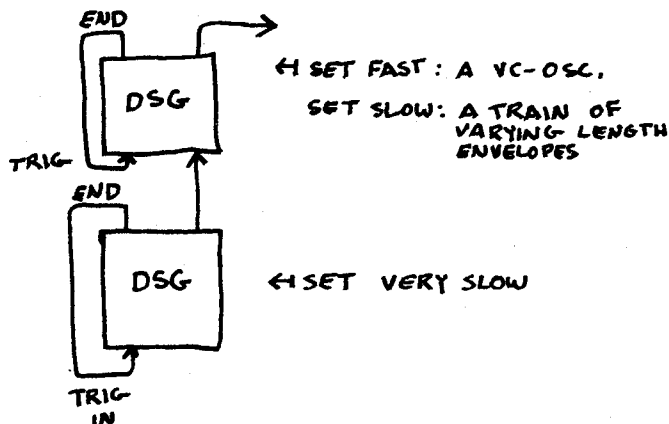 END
DSG
← SET FAST: A VC-OSC.
SET SLOW: A TRAIN OF
VARYING LENGTH
ENVELOPES
TRIG
END
DSG
← SET VERY SLOW
TRIG
IN